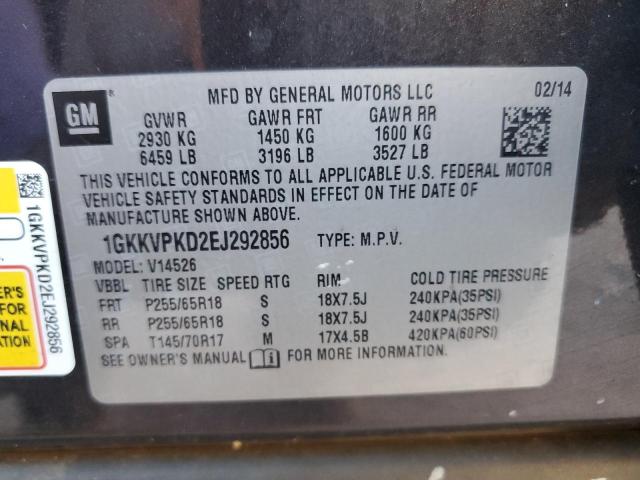 GM ®
MFD BY GENERAL MOTORS LLC 02/14
GVWR GAWR FRT GAWR RR
2930 KG 1450 KG 1600 KG
6459 LB 3196 LB 3527 LB
THIS VEHICLE CONFORMS TO ALL APPLICABLE U.S. FEDERAL MOTOR
VEHICLE SAFETY STANDARDS IN EFFECT ON THE DATE OF
MANUFACTURE SHOWN ABOVE.
1GKKVPKD2EJ292856 TYPE: M.P.V.
MODEL: V14526
VBBL TIRE SIZE SPEED RTG RIM COLD TIRE PRESSURE
FRT P255/65R18 S 18X7.5J 240KPA(35PSI)
RR P255/65R18 S 18X7.5J 240KPA(35PSI)
SPA T145/70R17 M 17X4.5B 420KPA(60PSI)
SEE OWNER'S MANUAL i FOR MORE INFORMATION.
1GKKVPKD2EJ292856
ER'S
FOR
NAL
ION